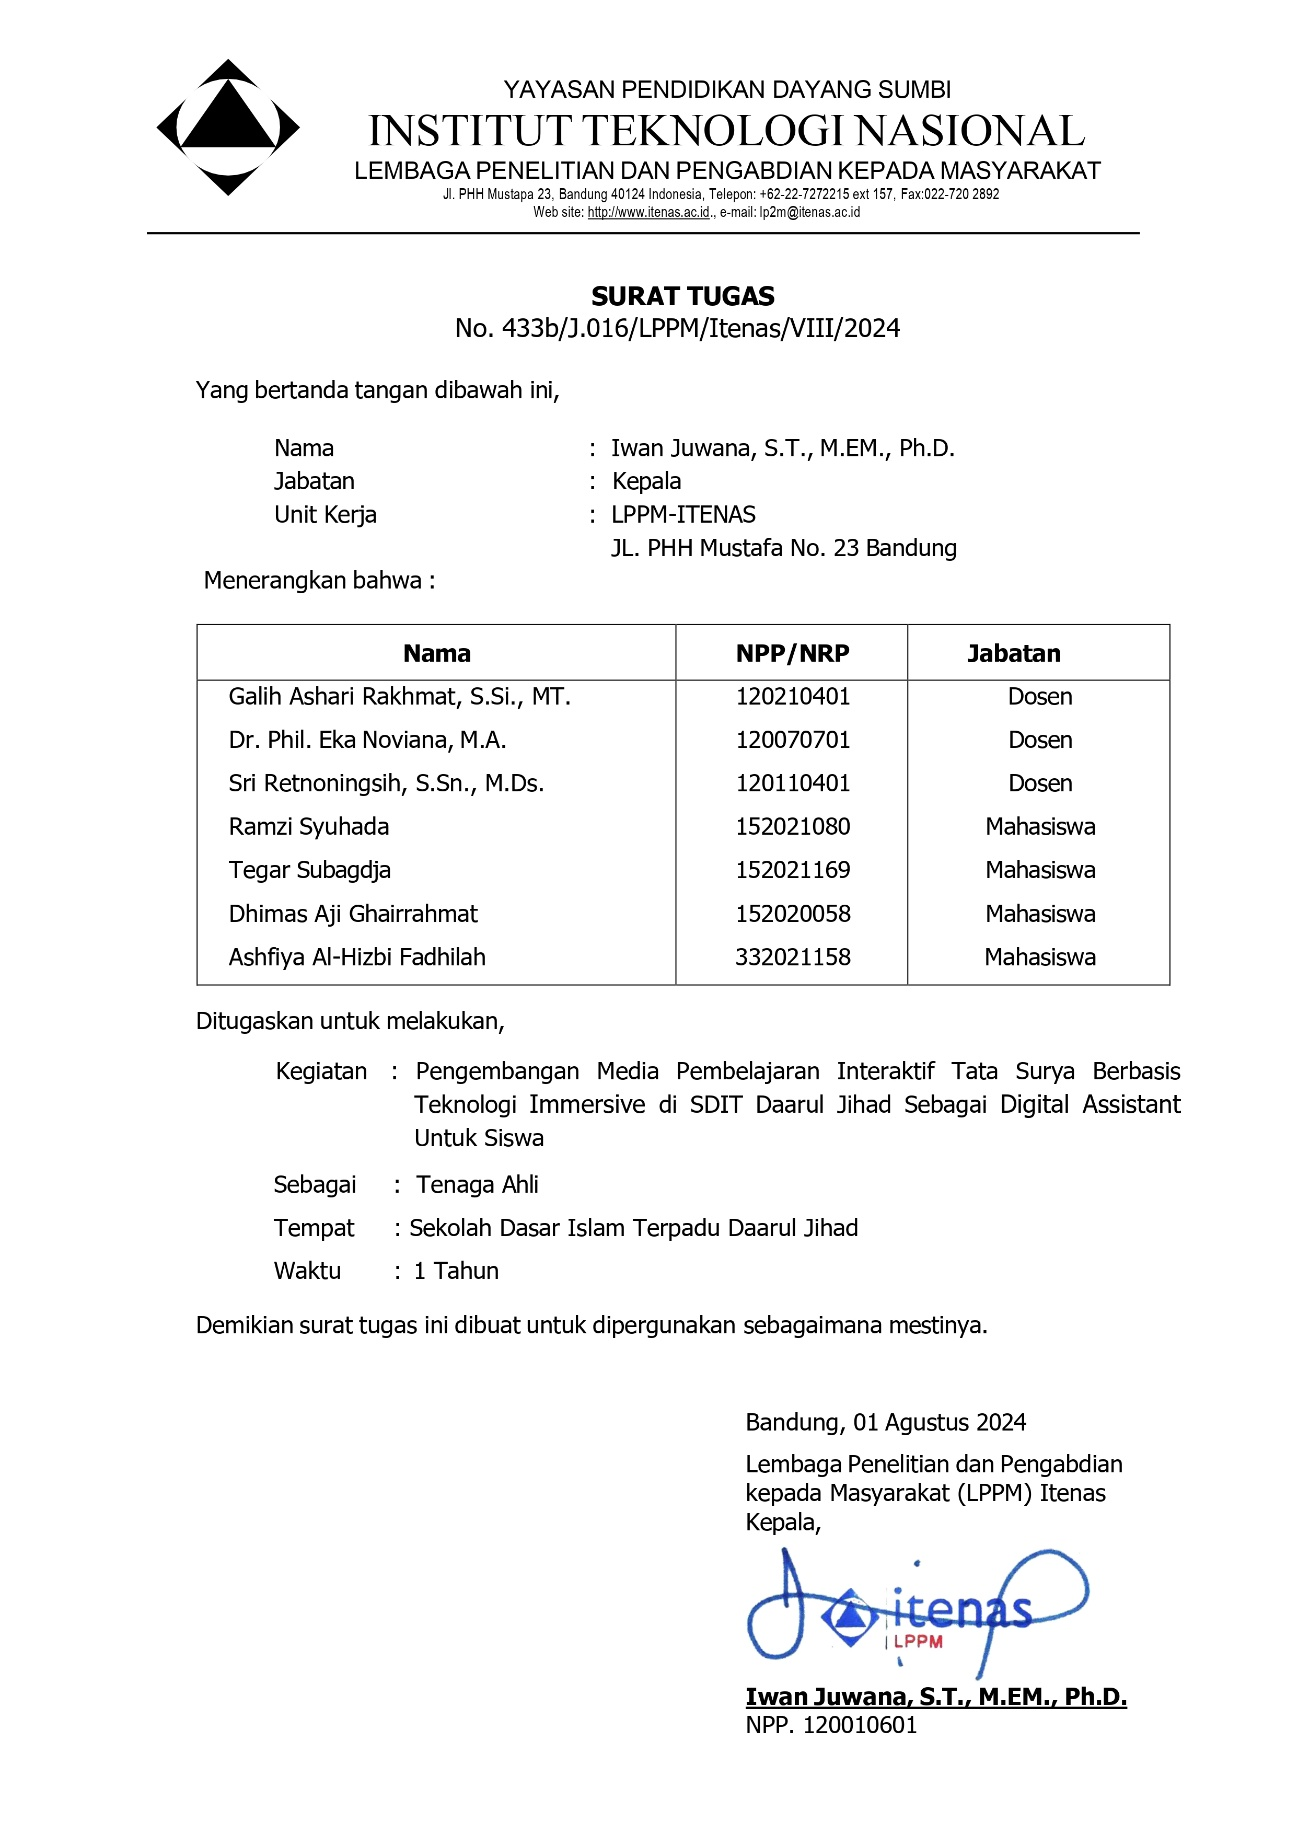 YAYASAN PENDIDIKAN DAYANG SUMBI
INSTITUT TEKNOLOGI NASIONAL
LEMBAGA PENELITIAN DAN PENGABDIAN KEPADA MASYARAKAT
Jl. PHH Mustapa 23, Bandung 40124 Indonesia, Telepon: +62-22-7272215 ext 157, Fax:022-720 2892
Web site: http://www.itenas.ac.id., e-mail: lp2m@itenas.ac.id
SURAT TUGAS
No. 433b/J.016/LPPM/Itenas/VIII/2024
Yang bertanda tangan dibawah ini,
Nama : Iwan Juwana, S.T., M.EM., Ph.D.
Jabatan : Kepala
Unit Kerja : LPPM-ITENAS
JL. PHH Mustafa No. 23 Bandung
Menerangkan bahwa :
Nama NPP/NRP Jabatan
Galih Ashari Rakhmat, S.Si., MT. 120210401 Dosen
Dr. Phil. Eka Noviana, M.A. 120070701 Dosen
Sri Retnoningsih, S.Sn., M.Ds. 120110401 Dosen
Ramzi Syuhada 152021080 Mahasiswa
Tegar Subagdja 152021169 Mahasiswa
Dhimas Aji Ghairrahmat 152020058 Mahasiswa
Ashfiya Al-Hizbi Fadhilah 332021158 Mahasiswa
Ditugaskan untuk melakukan,
Kegiatan : Pengembangan Media Pembelajaran Interaktif Tata Surya Berbasis
Teknologi Immersive di SDIT Daarul Jihad Sebagai Digital Assistant
Untuk Siswa
Sebagai : Tenaga Ahli
Tempat : Sekolah Dasar Islam Terpadu Daarul Jihad
Waktu : 1 Tahun
Demikian surat tugas ini dibuat untuk dipergunakan sebagaimana mestinya.
Bandung, 01 Agustus 2024
Lembaga Penelitian dan Pengabdian
kepada Masyarakat (LPPM) Itenas
Kepala,
itenas
LPPM
Iwan Juwana, S.T., M.EM., Ph.D.
NPP. 120010601